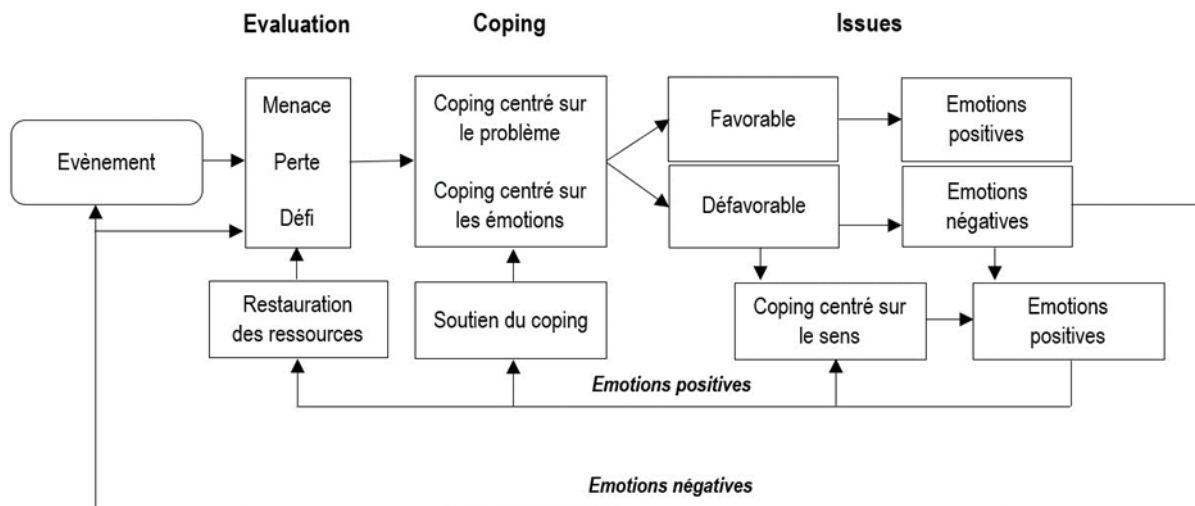 Evaluation
Coping
Issues
Evènement
Menace
Perte
Défi
Coping centré sur
le problème
Coping centré sur
les émotions
Favorable
Emotions
positives
Défavorable
Emotions
négatives
Restauration
des ressources
Soutien du coping
Coping centré sur
le sens
Emotions
positives
Emotions positives
Emotions négatives